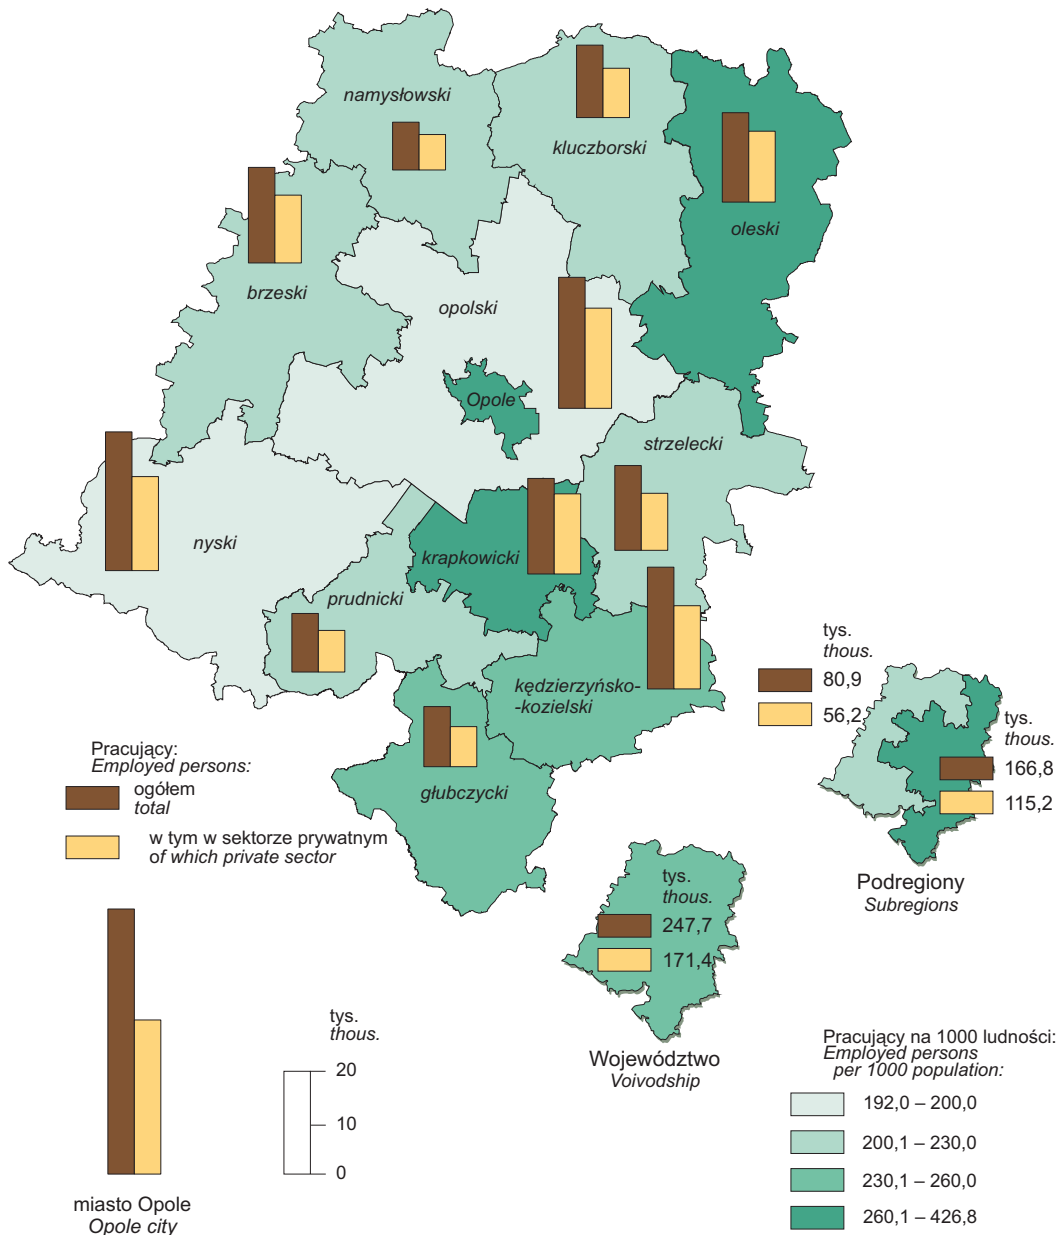 namysłowski
kluczborski
oleski
brzeski
opolski
Opole
strzelecki
nyski
krapkowicki
prudnicki
kędzierzyńsko-
-kozielski
głubczycki
tys.
thous.
80,9
56,2
tys.
thous.
166,8
115,2
Podregiony
Subregions
Pracujący:
Employed persons:
ogółem
total
w tym w sektorze prywatnym
of which private sector
tys.
thous.
247,7
171,4
Województwo
Voivodship
tys.
thous.
20
10
0
miasto Opole
Opole city
Pracujący na 1000 ludności:
Employed persons
per 1000 population:
192,0 – 200,0
200,1 – 230,0
230,1 – 260,0
260,1 – 426,8